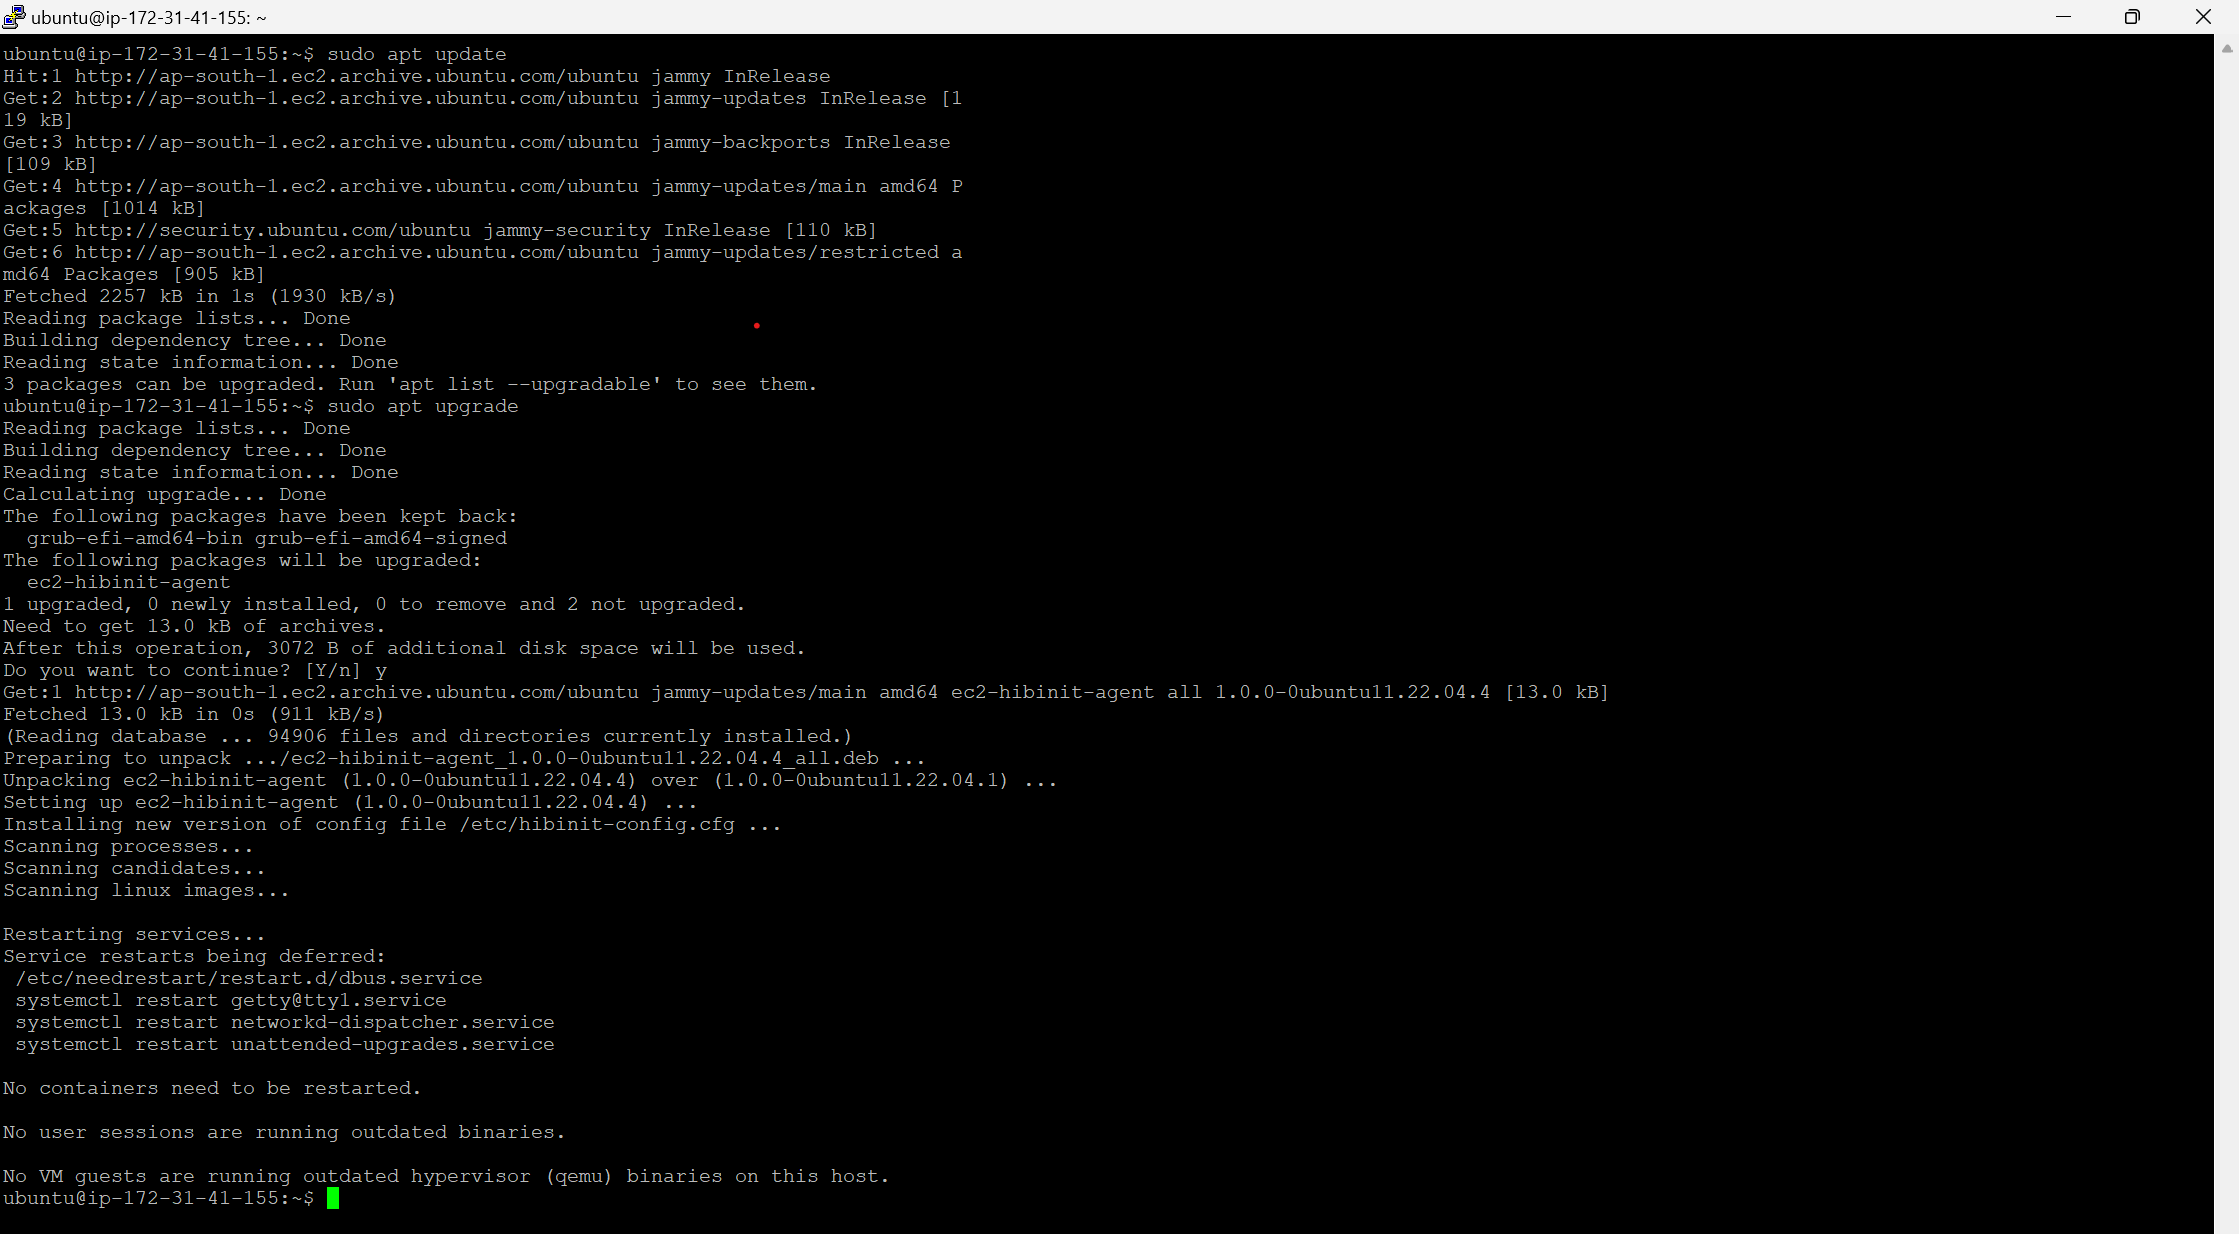 ubuntu@ip-172-31-41-155: ~
ubuntu@ip-172-31-41-155:~$ sudo apt update
Hit:1 http://ap-south-1.ec2.archive.ubuntu.com/ubuntu jammy InRelease
Get:2 http://ap-south-1.ec2.archive.ubuntu.com/ubuntu jammy-updates InRelease [1
19 kB]
Get:3 http://ap-south-1.ec2.archive.ubuntu.com/ubuntu jammy-backports InRelease
[109 kB]
Get:4 http://ap-south-1.ec2.archive.ubuntu.com/ubuntu jammy-updates/main amd64 P
ackages [1014 kB]
Get:5 http://security.ubuntu.com/ubuntu jammy-security InRelease [110 kB]
Get:6 http://ap-south-1.ec2.archive.ubuntu.com/ubuntu jammy-updates/restricted a
md64 Packages [905 kB]
Fetched 2257 kB in 1s (1930 kB/s)
Reading package lists... Done
Building dependency tree... Done
Reading state information... Done
3 packages can be upgraded. Run 'apt list --upgradable' to see them.
ubuntu@ip-172-31-41-155:~$ sudo apt upgrade
Reading package lists... Done
Building dependency tree... Done
Reading state information... Done
Calculating upgrade... Done
The following packages have been kept back:
  grub-efi-amd64-bin grub-efi-amd64-signed
The following packages will be upgraded:
  ec2-hibinit-agent
1 upgraded, 0 newly installed, 0 to remove and 2 not upgraded.
Need to get 13.0 kB of archives.
After this operation, 3072 B of additional disk space will be used.
Do you want to continue? [Y/n] y
Get:1 http://ap-south-1.ec2.archive.ubuntu.com/ubuntu jammy-updates/main amd64 ec2-hibinit-agent all 1.0.0-0ubuntu11.22.04.4 [13.0 kB]
Fetched 13.0 kB in 0s (911 kB/s)
(Reading database ... 94906 files and directories currently installed.)
Preparing to unpack .../ec2-hibinit-agent_1.0.0-0ubuntu11.22.04.4_all.deb ...
Unpacking ec2-hibinit-agent (1.0.0-0ubuntu11.22.04.4) over (1.0.0-0ubuntu11.22.04.1) ...
Setting up ec2-hibinit-agent (1.0.0-0ubuntu11.22.04.4) ...
Installing new version of config file /etc/hibinit-config.cfg ...
Scanning processes...
Scanning candidates...
Scanning linux images...
Restarting services...
Service restarts being deferred:
 /etc/needrestart/restart.d/dbus.service
 systemctl restart getty@tty1.service
 systemctl restart networkd-dispatcher.service
 systemctl restart unattended-upgrades.service
No containers need to be restarted.
No user sessions are running outdated binaries.
No VM guests are running outdated hypervisor (qemu) binaries on this host.
ubuntu@ip-172-31-41-155:~$